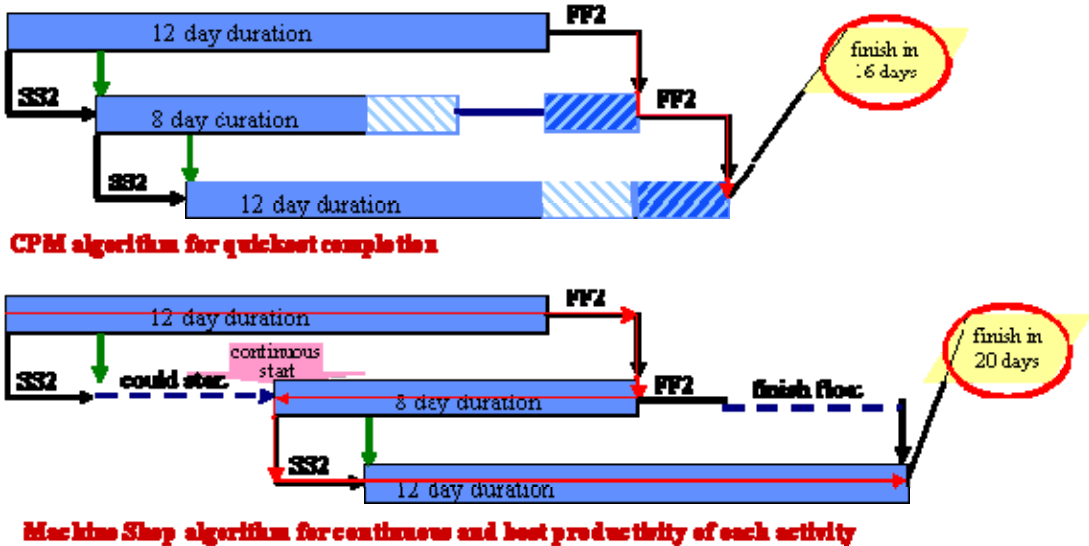 12 day duration
FF2
finish in
16 days
SS2
8 day duration
FF2
SS2
12 day duration
CPM algorithm for quickest completion
12 day duration
FF2
finish in
20 days
continuous
start
SS2
could star.
8 day duration
FF2
finish
SS2
12 day duration
Machine Shop algorithm for continuous and best productivity of each activity